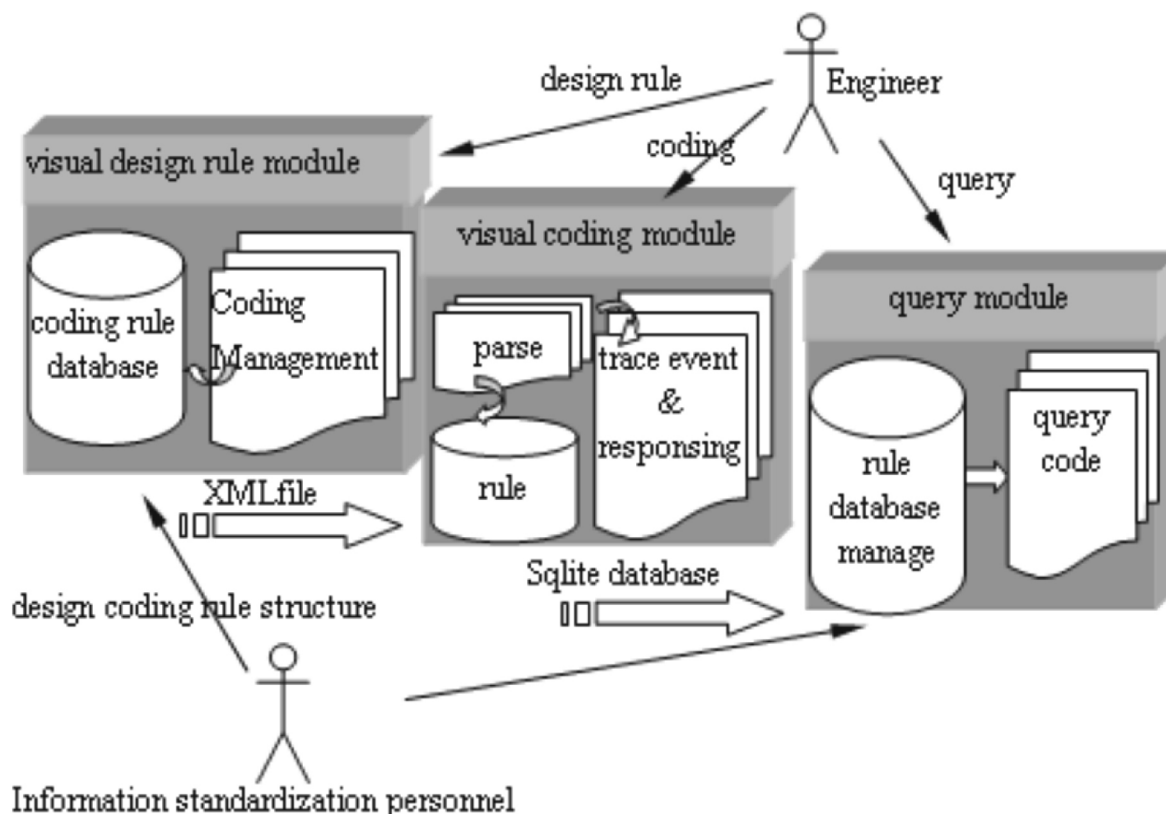 Engineer
design rule
coding
query
visual design rule module
coding rule
database
Coding
Management
visual coding module
parse
rule
trace event
&
responsing
query module
rule
database
manage
query
code
XMLfile
Sqlite database
design coding rule structure
Information standardization personnel